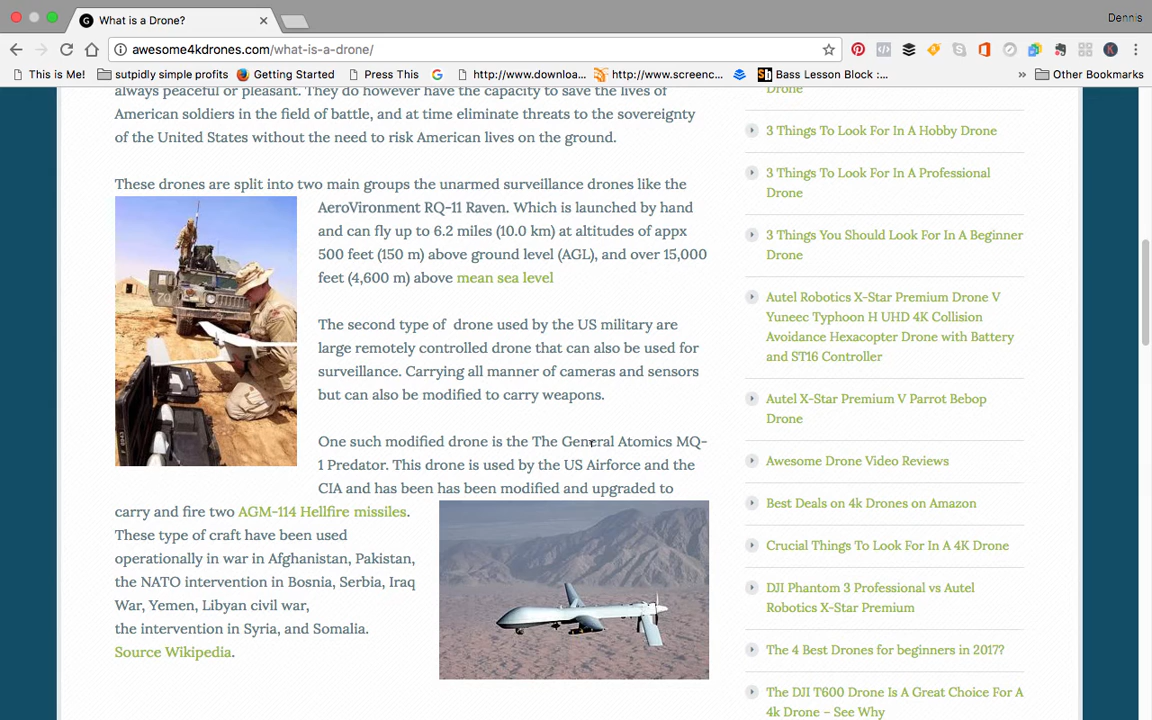 What is a Drone?
Dennis
awesome4kdrones.com/what-is-a-drone/
This is Me!
sutpidly simple profits
Getting Started
Press This
http://www.downloa...
http://www.screenc...
Bass Lesson Block :...
»
Other Bookmarks
always peaceful or pleasant. They do however have the capacity to save the lives of
American soldiers in the field of battle, and at time eliminate threats to the sovereignty
of the United States without the need to risk American lives on the ground.
These drones are split into two main groups the unarmed surveillance drones like the
AeroVironment RQ-11 Raven. Which is launched by hand
and can fly up to 6.2 miles (10.0 km) at altitudes of appx
500 feet (150 m) above ground level (AGL), and over 15,000
feet (4,600 m) above mean sea level
The second type of drone used by the US military are
large remotely controlled drone that can also be used for
surveillance. Carrying all manner of cameras and sensors
but can also be modified to carry weapons.
One such modified drone is the The General Atomics MQ-
1 Predator. This drone is used by the US Airforce and the
CIA and has been has been modified and upgraded to
carry and fire two AGM-114 Hellfire missiles.
These type of craft have been used
operationally in war in Afghanistan, Pakistan,
the NATO intervention in Bosnia, Serbia, Iraq
War, Yemen, Libyan civil war,
the intervention in Syria, and Somalia.
Source Wikipedia.
Drone
3 Things To Look For In A Hobby Drone
3 Things To Look For In A Professional
Drone
3 Things You Should Look For In A Beginner
Drone
Autel Robotics X-Star Premium Drone V
Yuneec Typhoon H UHD 4K Collision
Avoidance Hexacopter Drone with Battery
and ST16 Controller
Autel X-Star Premium V Parrot Bebop
Drone
Awesome Drone Video Reviews
Best Deals on 4k Drones on Amazon
Crucial Things To Look For In A 4K Drone
DJI Phantom 3 Professional vs Autel
Robotics X-Star Premium
The 4 Best Drones for beginners in 2017?
The DJI T600 Drone Is A Great Choice For A
4k Drone – See Why